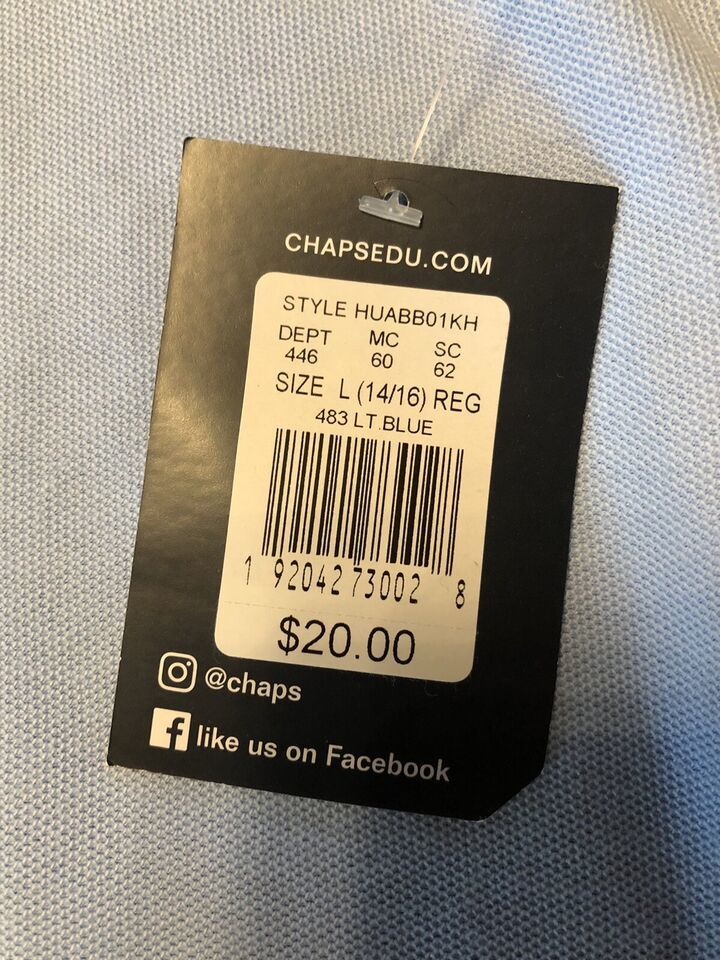 CHAPSEDU.COM
STYLE HUABB01KH
DEPT MC SC
446 60 62
SIZE L (14/16) REG
483 LT.BLUE
1 92042 73002 8
$20.00
@chaps
f like us on Facebook